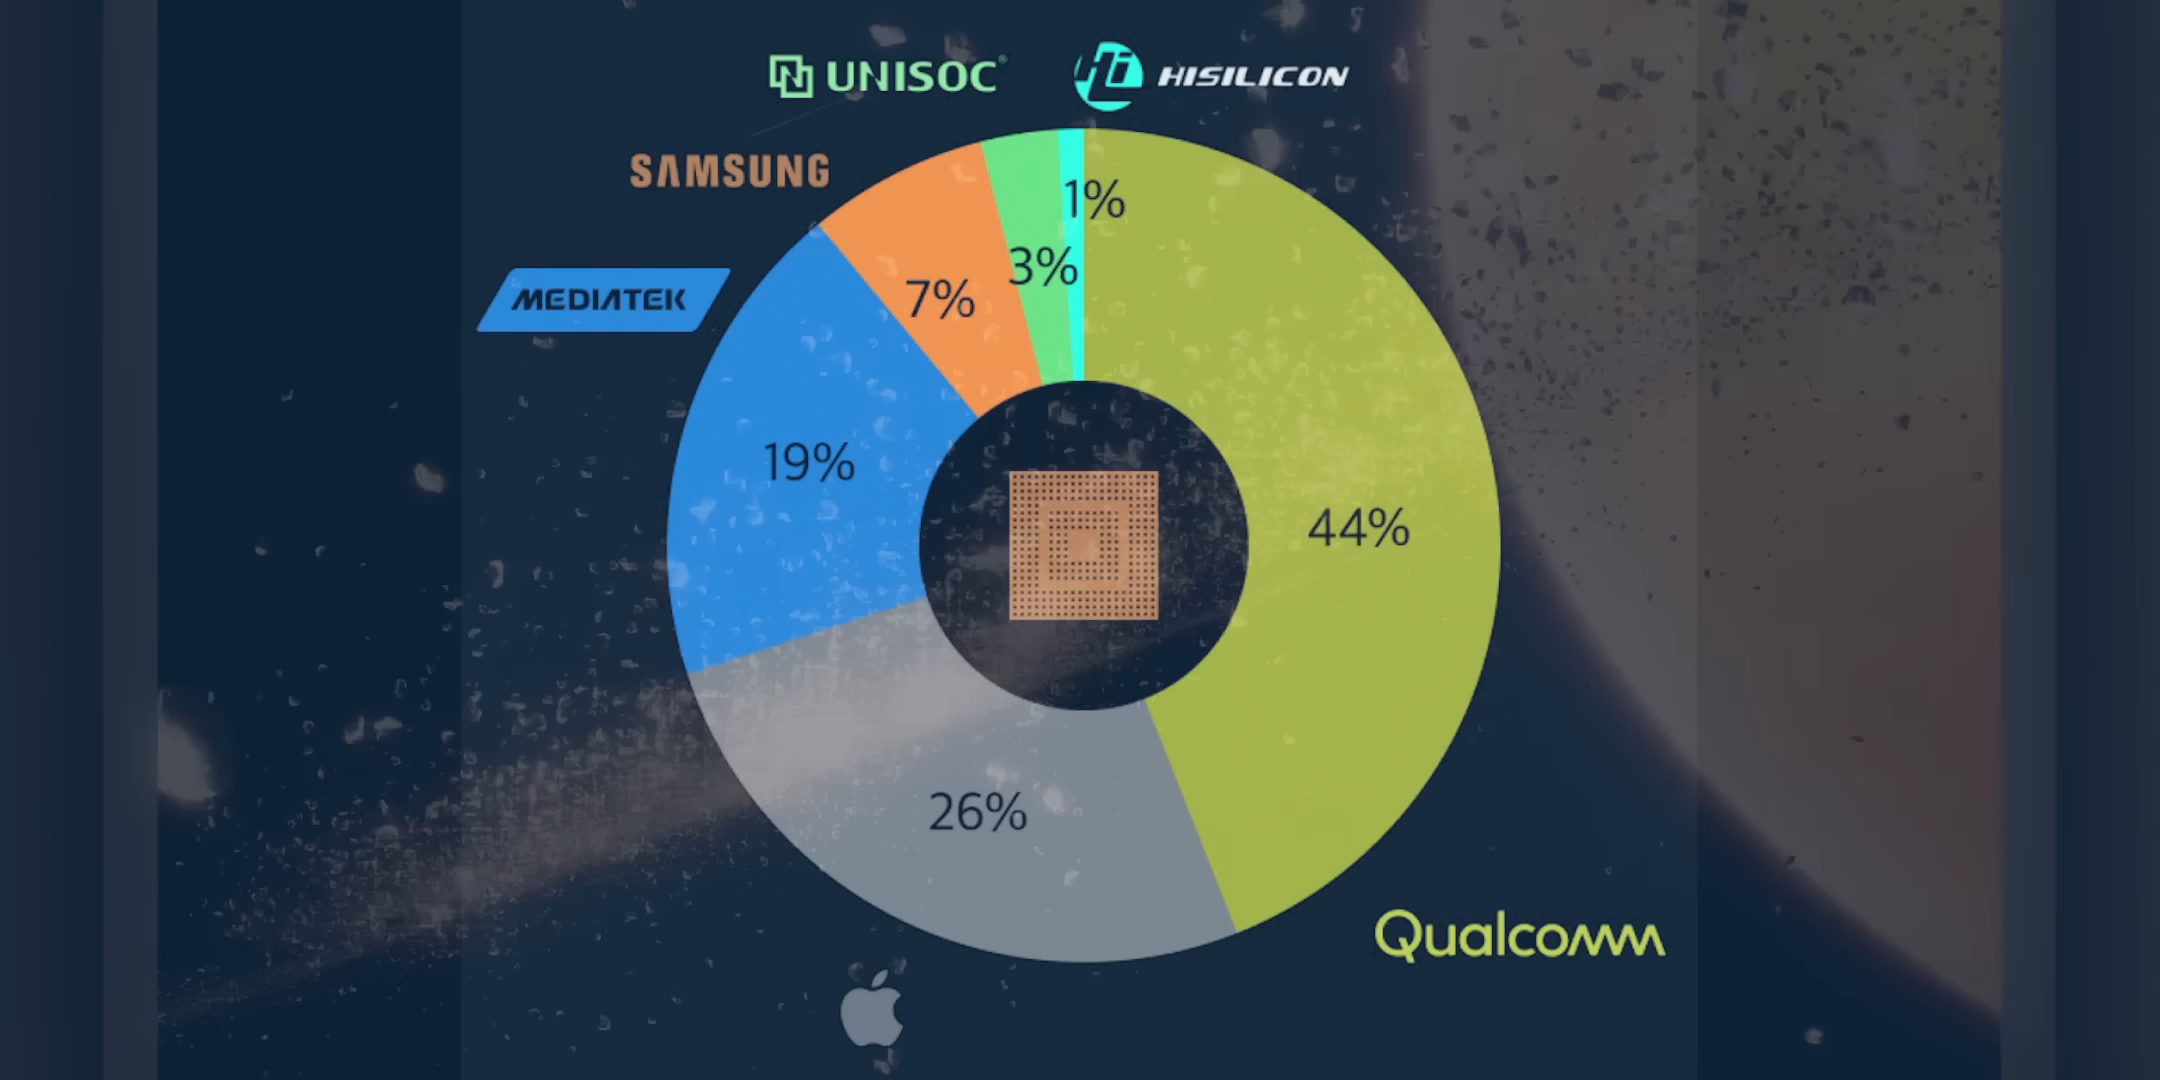 UNISOC
HISILICON
SAMSUNG
1%
3%
7%
MEDIATEK
19%
44%
26%
Qualcomm